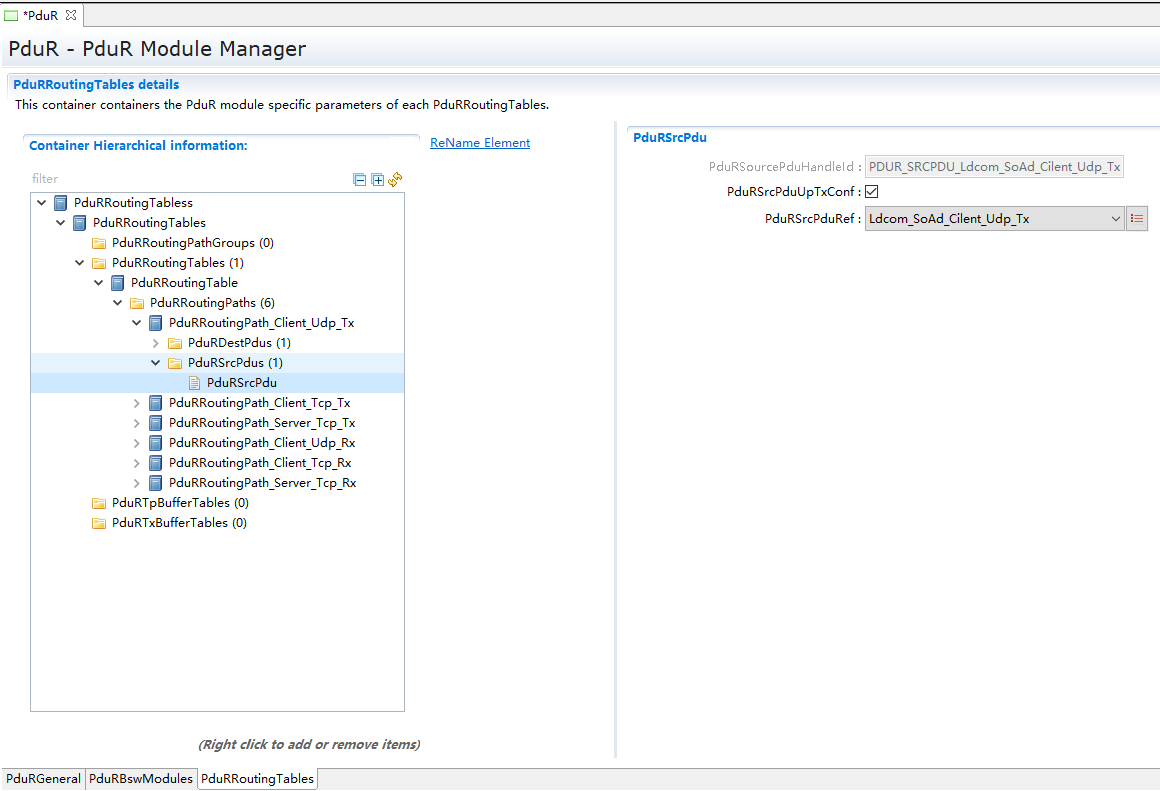 *PduR
PduR - PduR Module Manager
PduRRoutingTables details
This container containers the PduR module specific parameters of each PduRRoutingTables.
Container Hierarchical information:
ReName Element
filter
PduRRoutingTabless
PduRRoutingTables
PduRRoutingPathGroups (0)
PduRRoutingTables (1)
PduRRoutingTable
PduRRoutingPaths (6)
PduRRoutingPath_Client_Udp_Tx
PduRDestPdus (1)
PduRSrcPdus (1)
PduRSrcPdu
PduRRoutingPath_Client_Tcp_Tx
PduRRoutingPath_Server_Tcp_Tx
PduRRoutingPath_Client_Udp_Rx
PduRRoutingPath_Client_Tcp_Rx
PduRRoutingPath_Server_Tcp_Rx
PduRTpBufferTables (0)
PduRTxBufferTables (0)
(Right click to add or remove items)
PduRSrcPdu
PduRSourcePduHandleId : PDUR_SRCPDU_Ldcom_SoAd_Cilent_Udp_Tx
PduRSrcPduUpTxConf :
PduRSrcPduRef : Ldcom_SoAd_Cilent_Udp_Tx
PduRGeneral PduRBswModules PduRRoutingTables